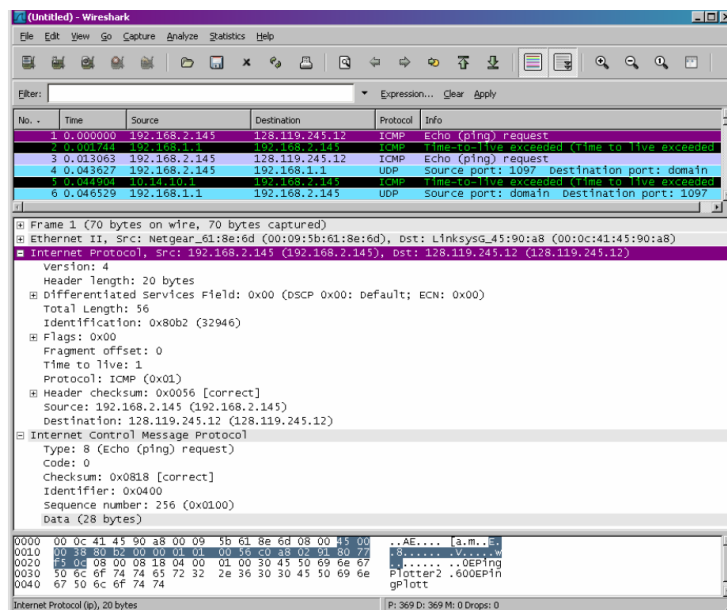 (Untitled) - Wireshark
File Edit View Go Capture Analyze Statistics Help
Filter: Expression... Clear Apply
No. . Time Source Destination Protocol Info
1 0.000000 192.168.2.145 128.119.245.12 ICMP Echo (ping) request
2 0.001744 192.168.1.1 ICMP Time-to-live exceeded (Time to live exceeded
3 0.013063 192.168.2.145 128.119.245.12 ICMP Echo (ping) request
4 0.043627 192.168.2.145 192.168.1.1 UDP Source port: 1097 Destination port: domain
5 0.044904 10.14.10.1 ICMP Time-to-live exceeded (Time to live exceeded
6 0.046529 192.168.1.1 UDP Source port: domain Destination port: 1097
Frame 1 (70 bytes on wire, 70 bytes captured)
Ethernet II, Src: Netgear_61:8e:6d (00:09:5b:61:8e:6d), Dst: LinksysG_45:90:a8 (00:0c:41:45:90:a8)
Internet Protocol, Src: 192.168.2.145 (192.168.2.145), Dst: 128.119.245.12 (128.119.245.12)
Version: 4
Header length: 20 bytes
Differentiated Services Field: 0x00 (DSCP 0x00: Default; ECN: 0x00)
Total Length: 56
Identification: 0x80b2 (32946)
Flags: 0x00
Fragment offset: 0
Time to live: 1
Protocol: ICMP (0x01)
Header checksum: 0x0056 [correct]
Source: 192.168.2.145 (192.168.2.145)
Destination: 128.119.245.12 (128.119.245.12)
Internet Control Message Protocol
Type: 8 (Echo (ping) request)
Code: 0
Checksum: 0x0818 [correct]
Identifier: 0x0400
Sequence number: 256 (0x0100)
Data (28 bytes)
0000 00 0c 41 45 90 a8 00 09 5b 61 8e 6d 08 00 45 00 ..AE.... [a.m..E.
0010 00 38 80 b2 00 00 01 01 00 56 c0 a8 02 91 80 77 .8...... .V.....w
0020 f5 0c 08 00 08 18 04 00 01 00 30 45 50 69 6e 67 ........ ..0EPing
0030 50 6c 6f 74 74 65 72 32 2e 36 30 30 45 50 69 6e Plotter2 .600EPin
0040 67 50 6c 6f 74 74 gPlott
Internet Protocol (ip), 20 bytes P: 369 D: 369 M: 0 Drops: 0